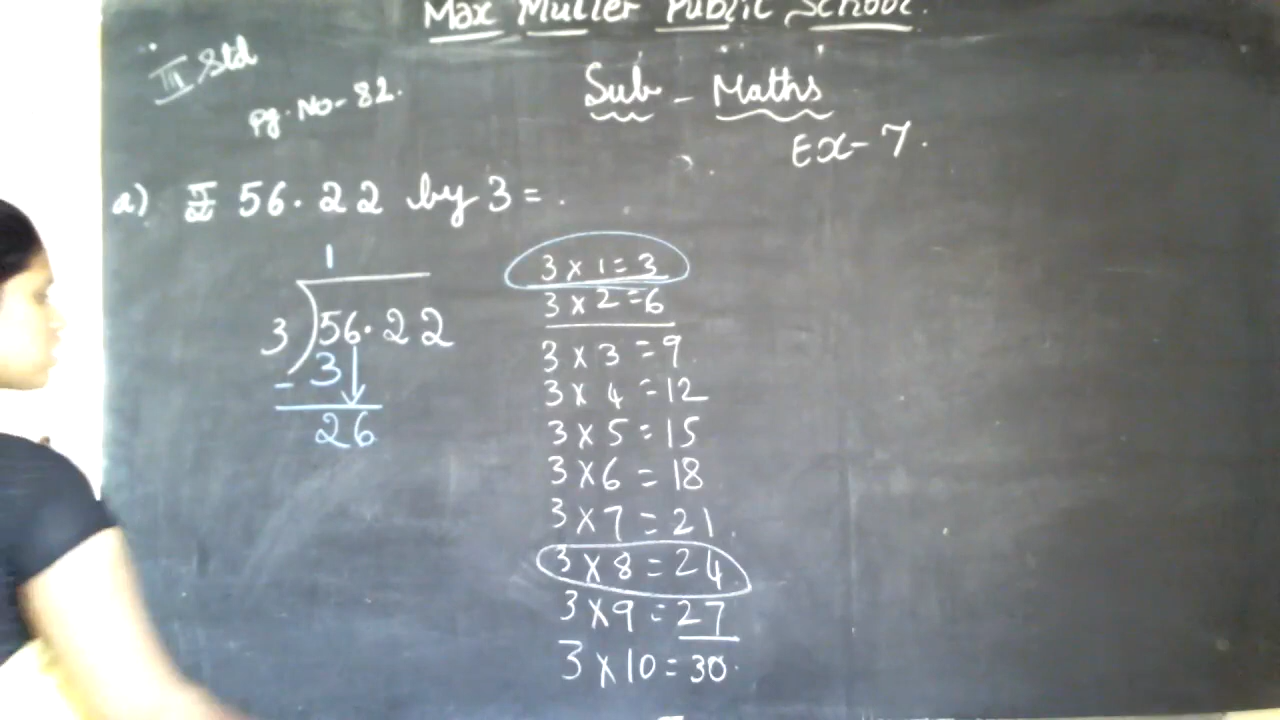 Max Muller Public School.
III Std
Pg. No- 82.
Sub - Maths
Ex- 7.
a) ₹ 56.22 by 3 = .
1
3)56.22
- 3
26
3 x 1 = 3
3 x 2 = 6
3 x 3 = 9
3 x 4 = 12
3 x 5 = 15
3 x 6 = 18
3 x 7 = 21
3 x 8 = 24
3 x 9 = 27
3 x 10 = 30